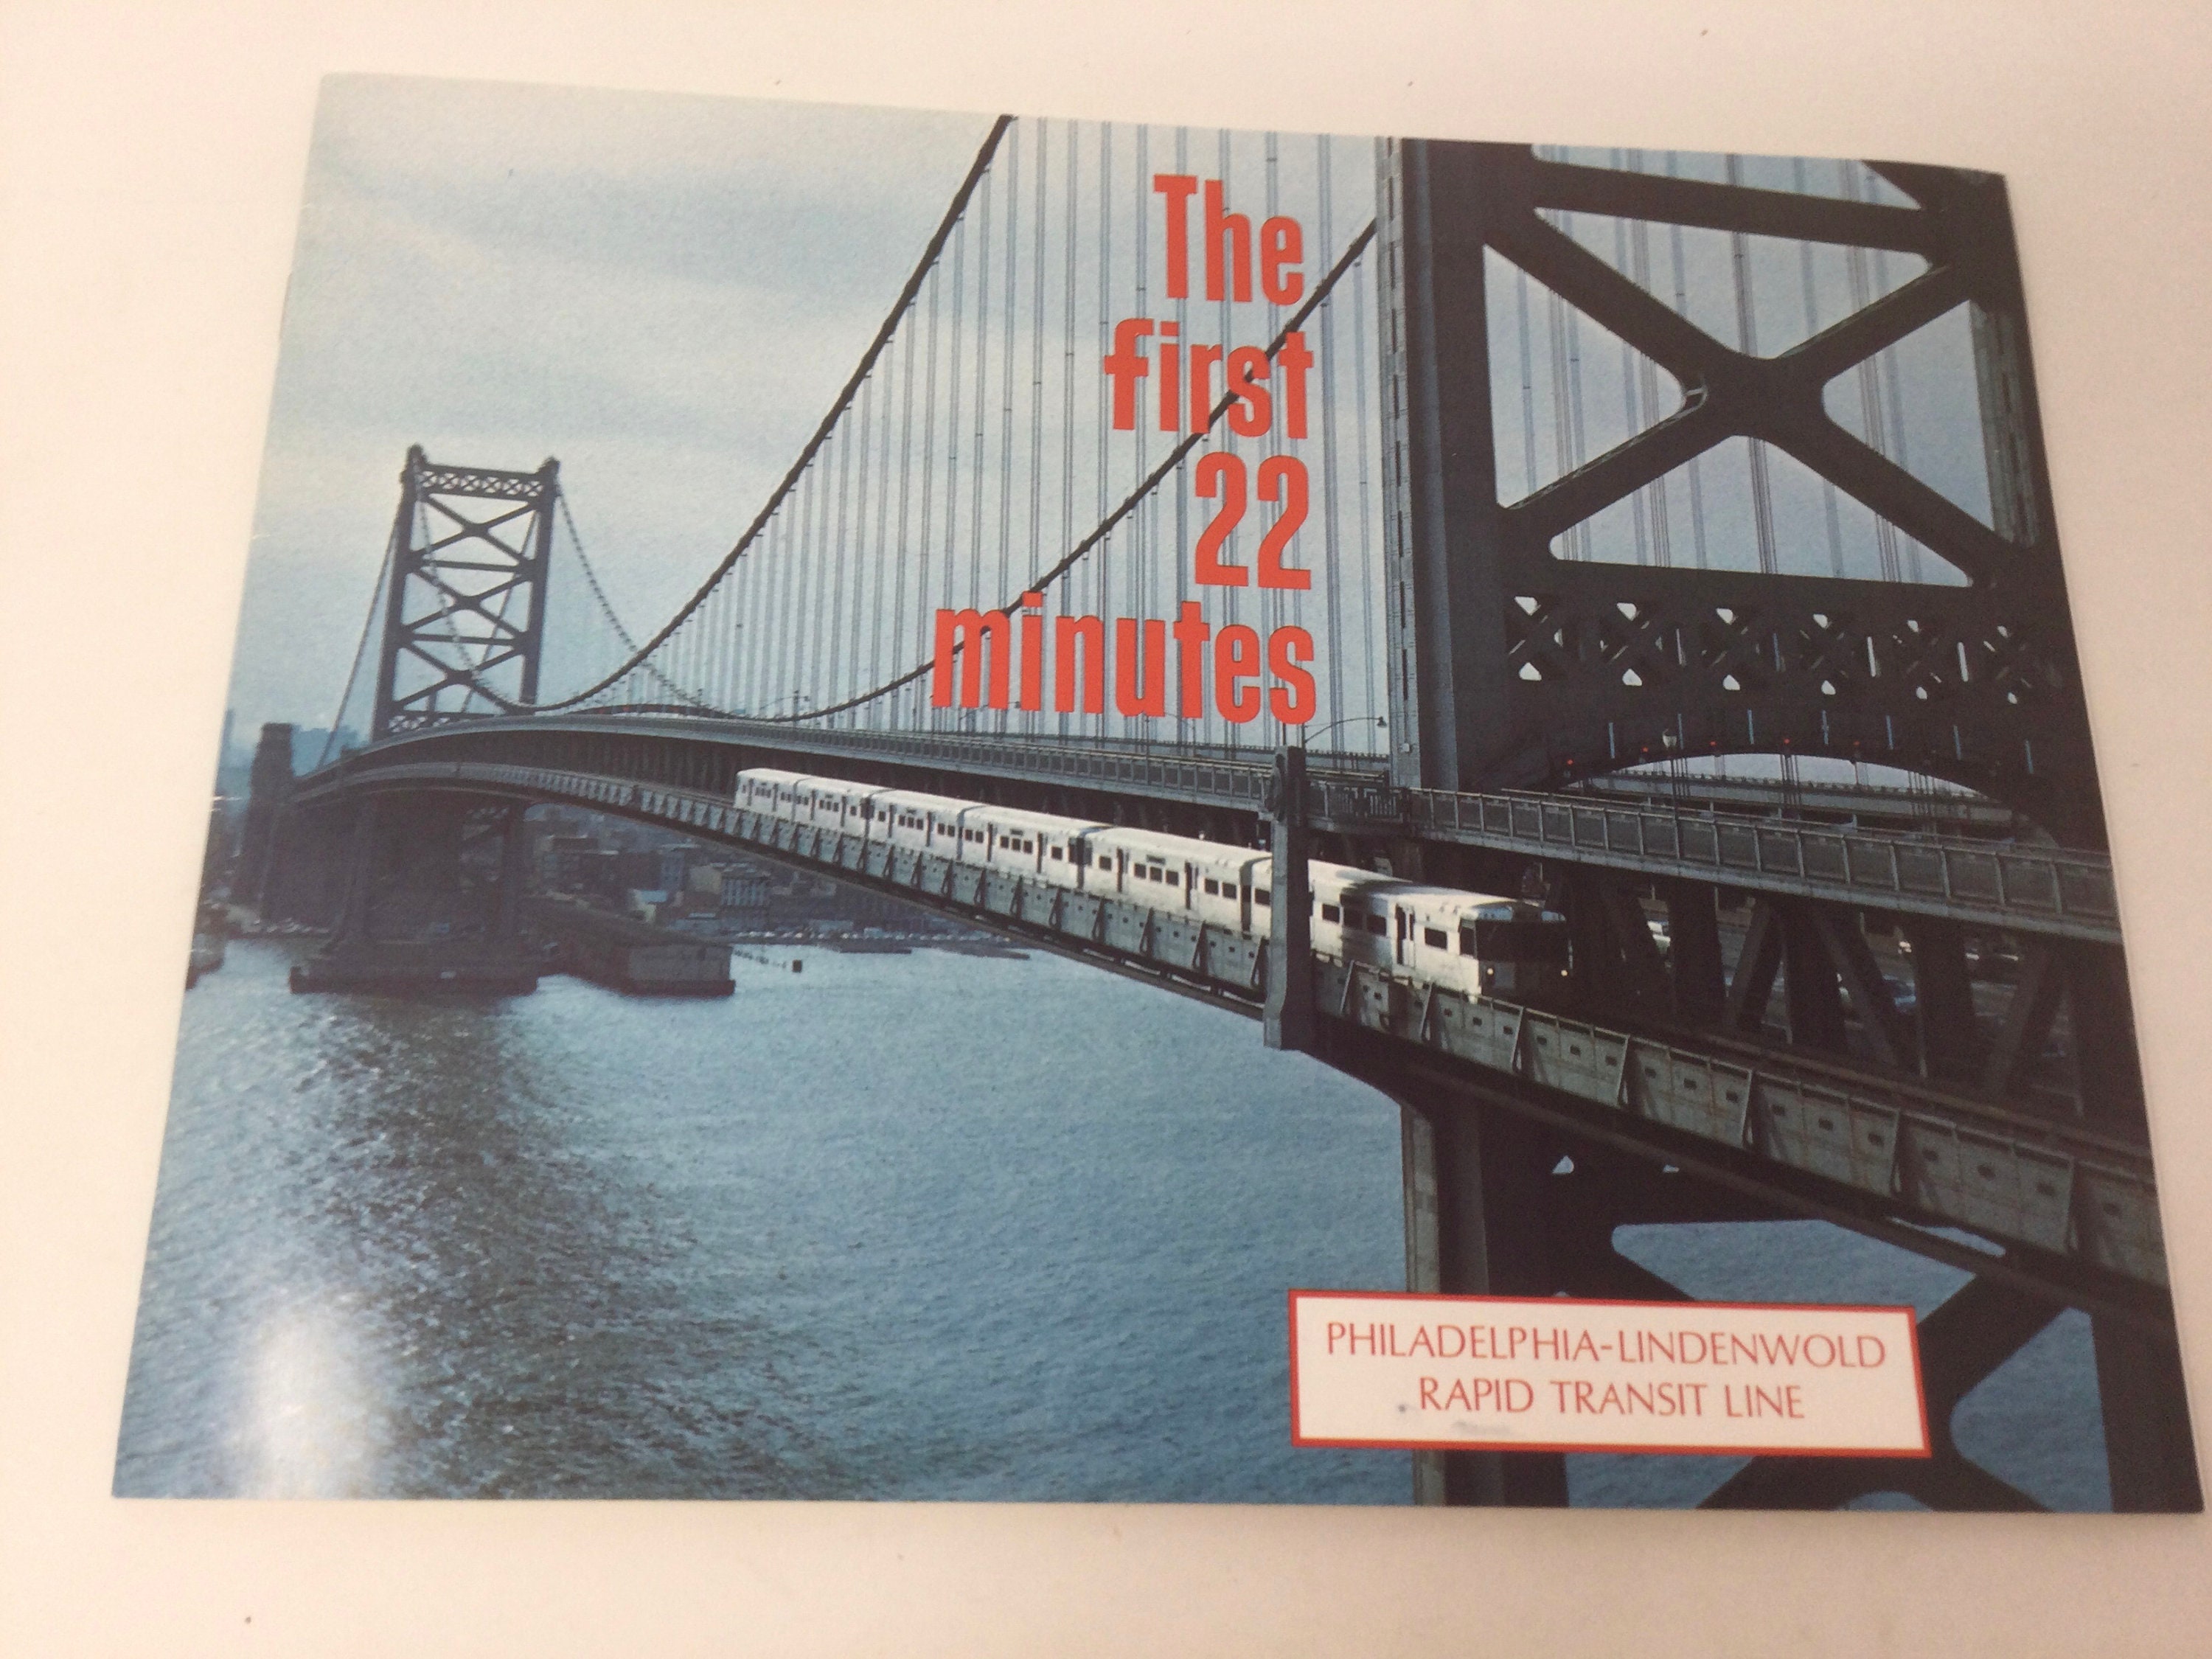 The
first
22
minutes
PHILADELPHIA-LINDENWOLD
RAPID TRANSIT LINE